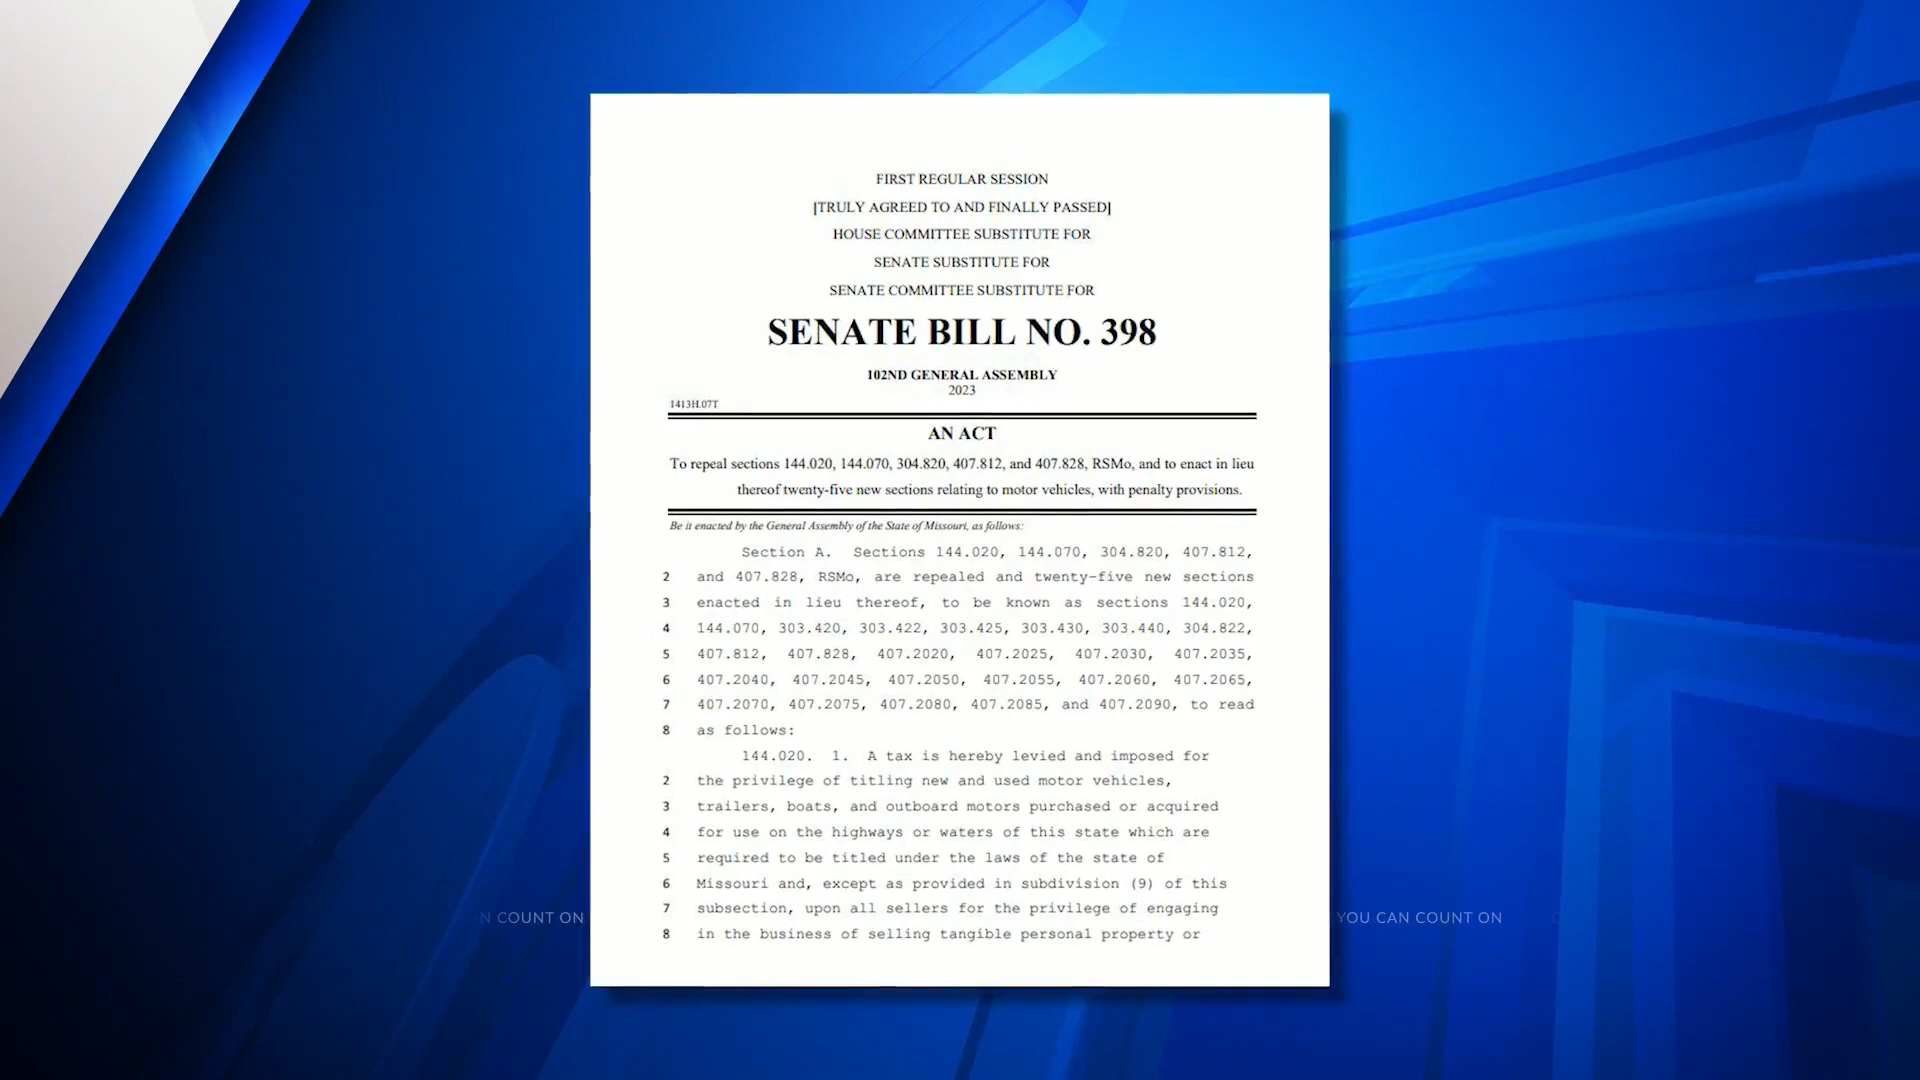 FIRST REGULAR SESSION
[TRULY AGREED TO AND FINALLY PASSED]
HOUSE COMMITTEE SUBSTITUTE FOR
SENATE SUBSTITUTE FOR
SENATE COMMITTEE SUBSTITUTE FOR
SENATE BILL NO. 398
102ND GENERAL ASSEMBLY
2023
1413H.07T
AN ACT
To repeal sections 144.020, 144.070, 304.820, 407.812, and 407.828, RSMo, and to enact in lieu
thereof twenty-five new sections relating to motor vehicles, with penalty provisions.
Be it enacted by the General Assembly of the State of Missouri, as follows:
Section A. Sections 144.020, 144.070, 304.820, 407.812,
2 and 407.828, RSMo, are repealed and twenty-five new sections
3 enacted in lieu thereof, to be known as sections 144.020,
4 144.070, 303.420, 303.422, 303.425, 303.430, 303.440, 304.822,
5 407.812, 407.828, 407.2020, 407.2025, 407.2030, 407.2035,
6 407.2040, 407.2045, 407.2050, 407.2055, 407.2060, 407.2065,
7 407.2070, 407.2075, 407.2080, 407.2085, and 407.2090, to read
8 as follows:
144.020. 1. A tax is hereby levied and imposed for
2 the privilege of titling new and used motor vehicles,
3 trailers, boats, and outboard motors purchased or acquired
4 for use on the highways or waters of this state which are
5 required to be titled under the laws of the state of
6 Missouri and, except as provided in subdivision (9) of this
7 subsection, upon all sellers for the privilege of engaging
8 in the business of selling tangible personal property or
N COUNT ON
YOU CAN COUNT ON